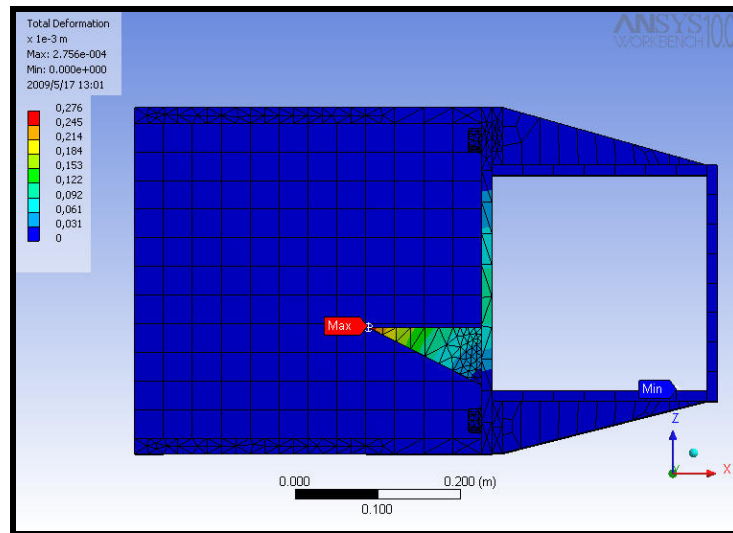 Total Deformation
x 1e-3 m
Max: 2.756e-004
Min: 0.000e+000
2009/5/17 13:01
0,276
0,245
0,214
0,184
0,153
0,122
0,092
0,061
0,031
0
ANSYS 10.0
WORKBENCH
Max
Min
Z
Y
X
0.000
0.200 (m)
0.100